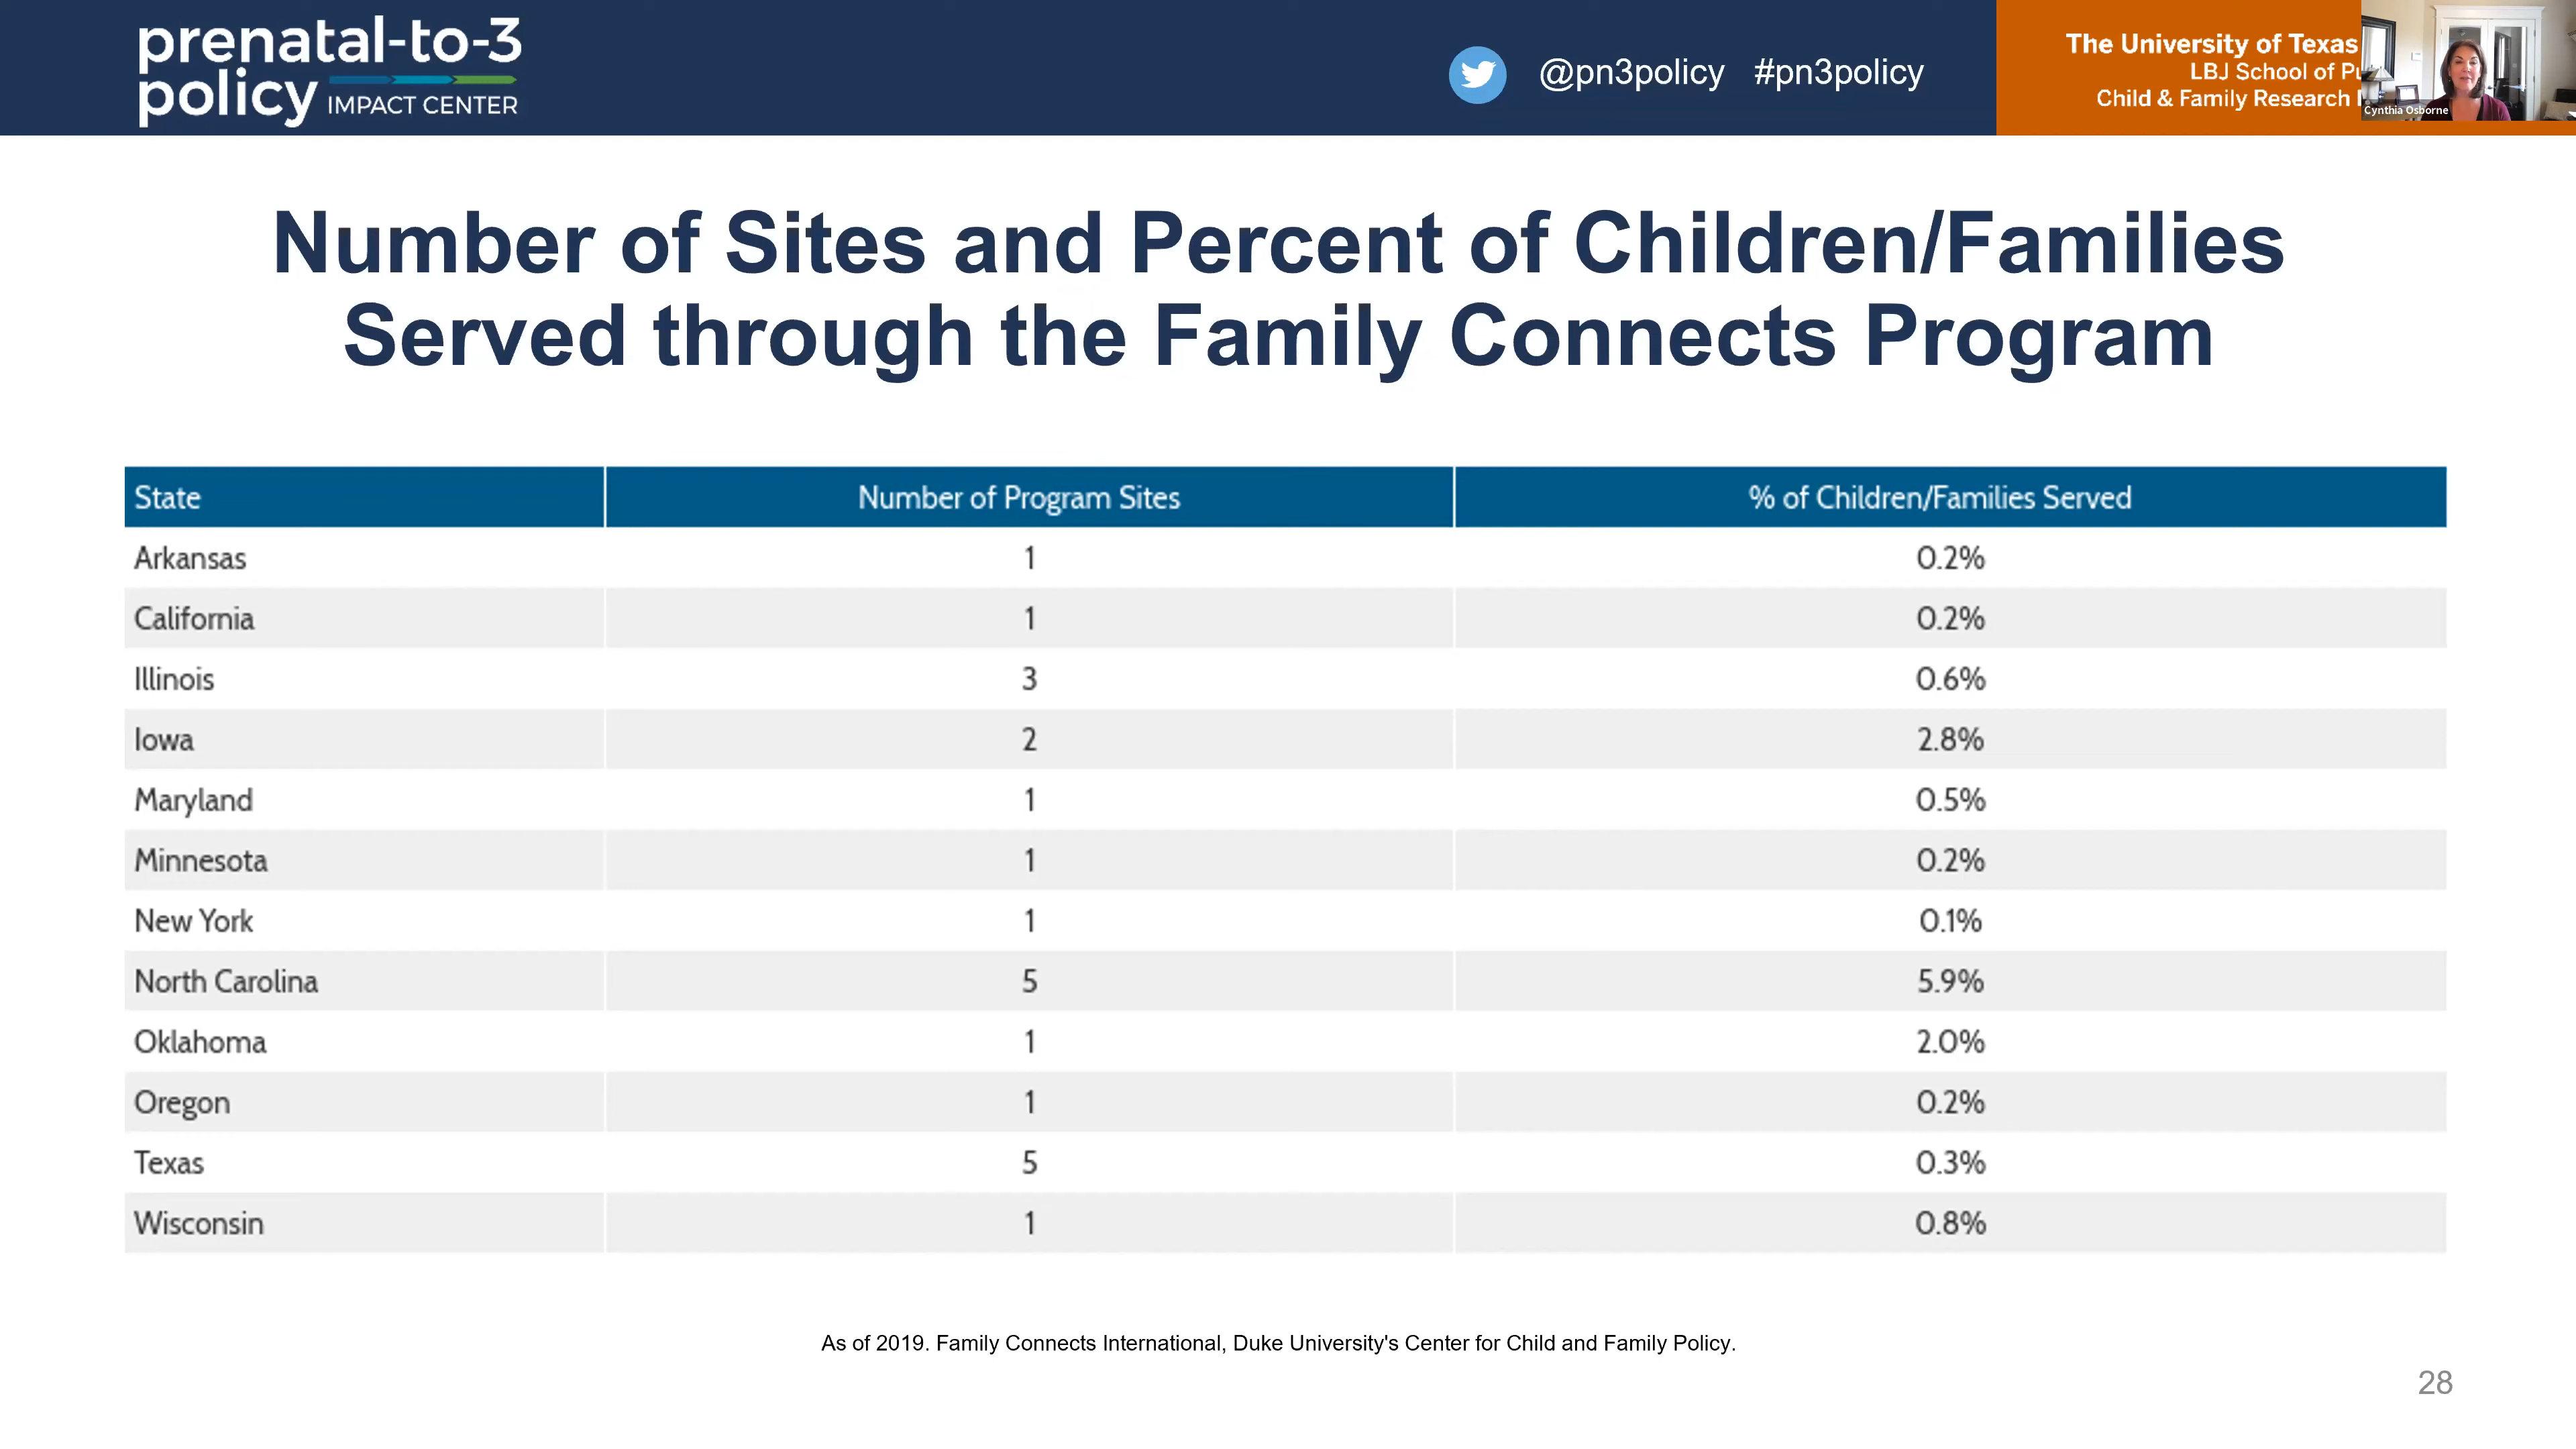 prenatal-to-3
policy IMPACT CENTER
@pn3policy #pn3policy
The University of Texas
LBJ School of
Child & Family Research
Cynthia Osborne
Number of Sites and Percent of Children/Families
Served through the Family Connects Program
State Number of Program Sites % of Children/Families Served
Arkansas 1 0.2%
California 1 0.2%
Illinois 3 0.6%
Iowa 2 2.8%
Maryland 1 0.5%
Minnesota 1 0.2%
New York 1 0.1%
North Carolina 5 5.9%
Oklahoma 1 2.0%
Oregon 1 0.2%
Texas 5 0.3%
Wisconsin 1 0.8%
As of 2019. Family Connects International, Duke University's Center for Child and Family Policy.
28